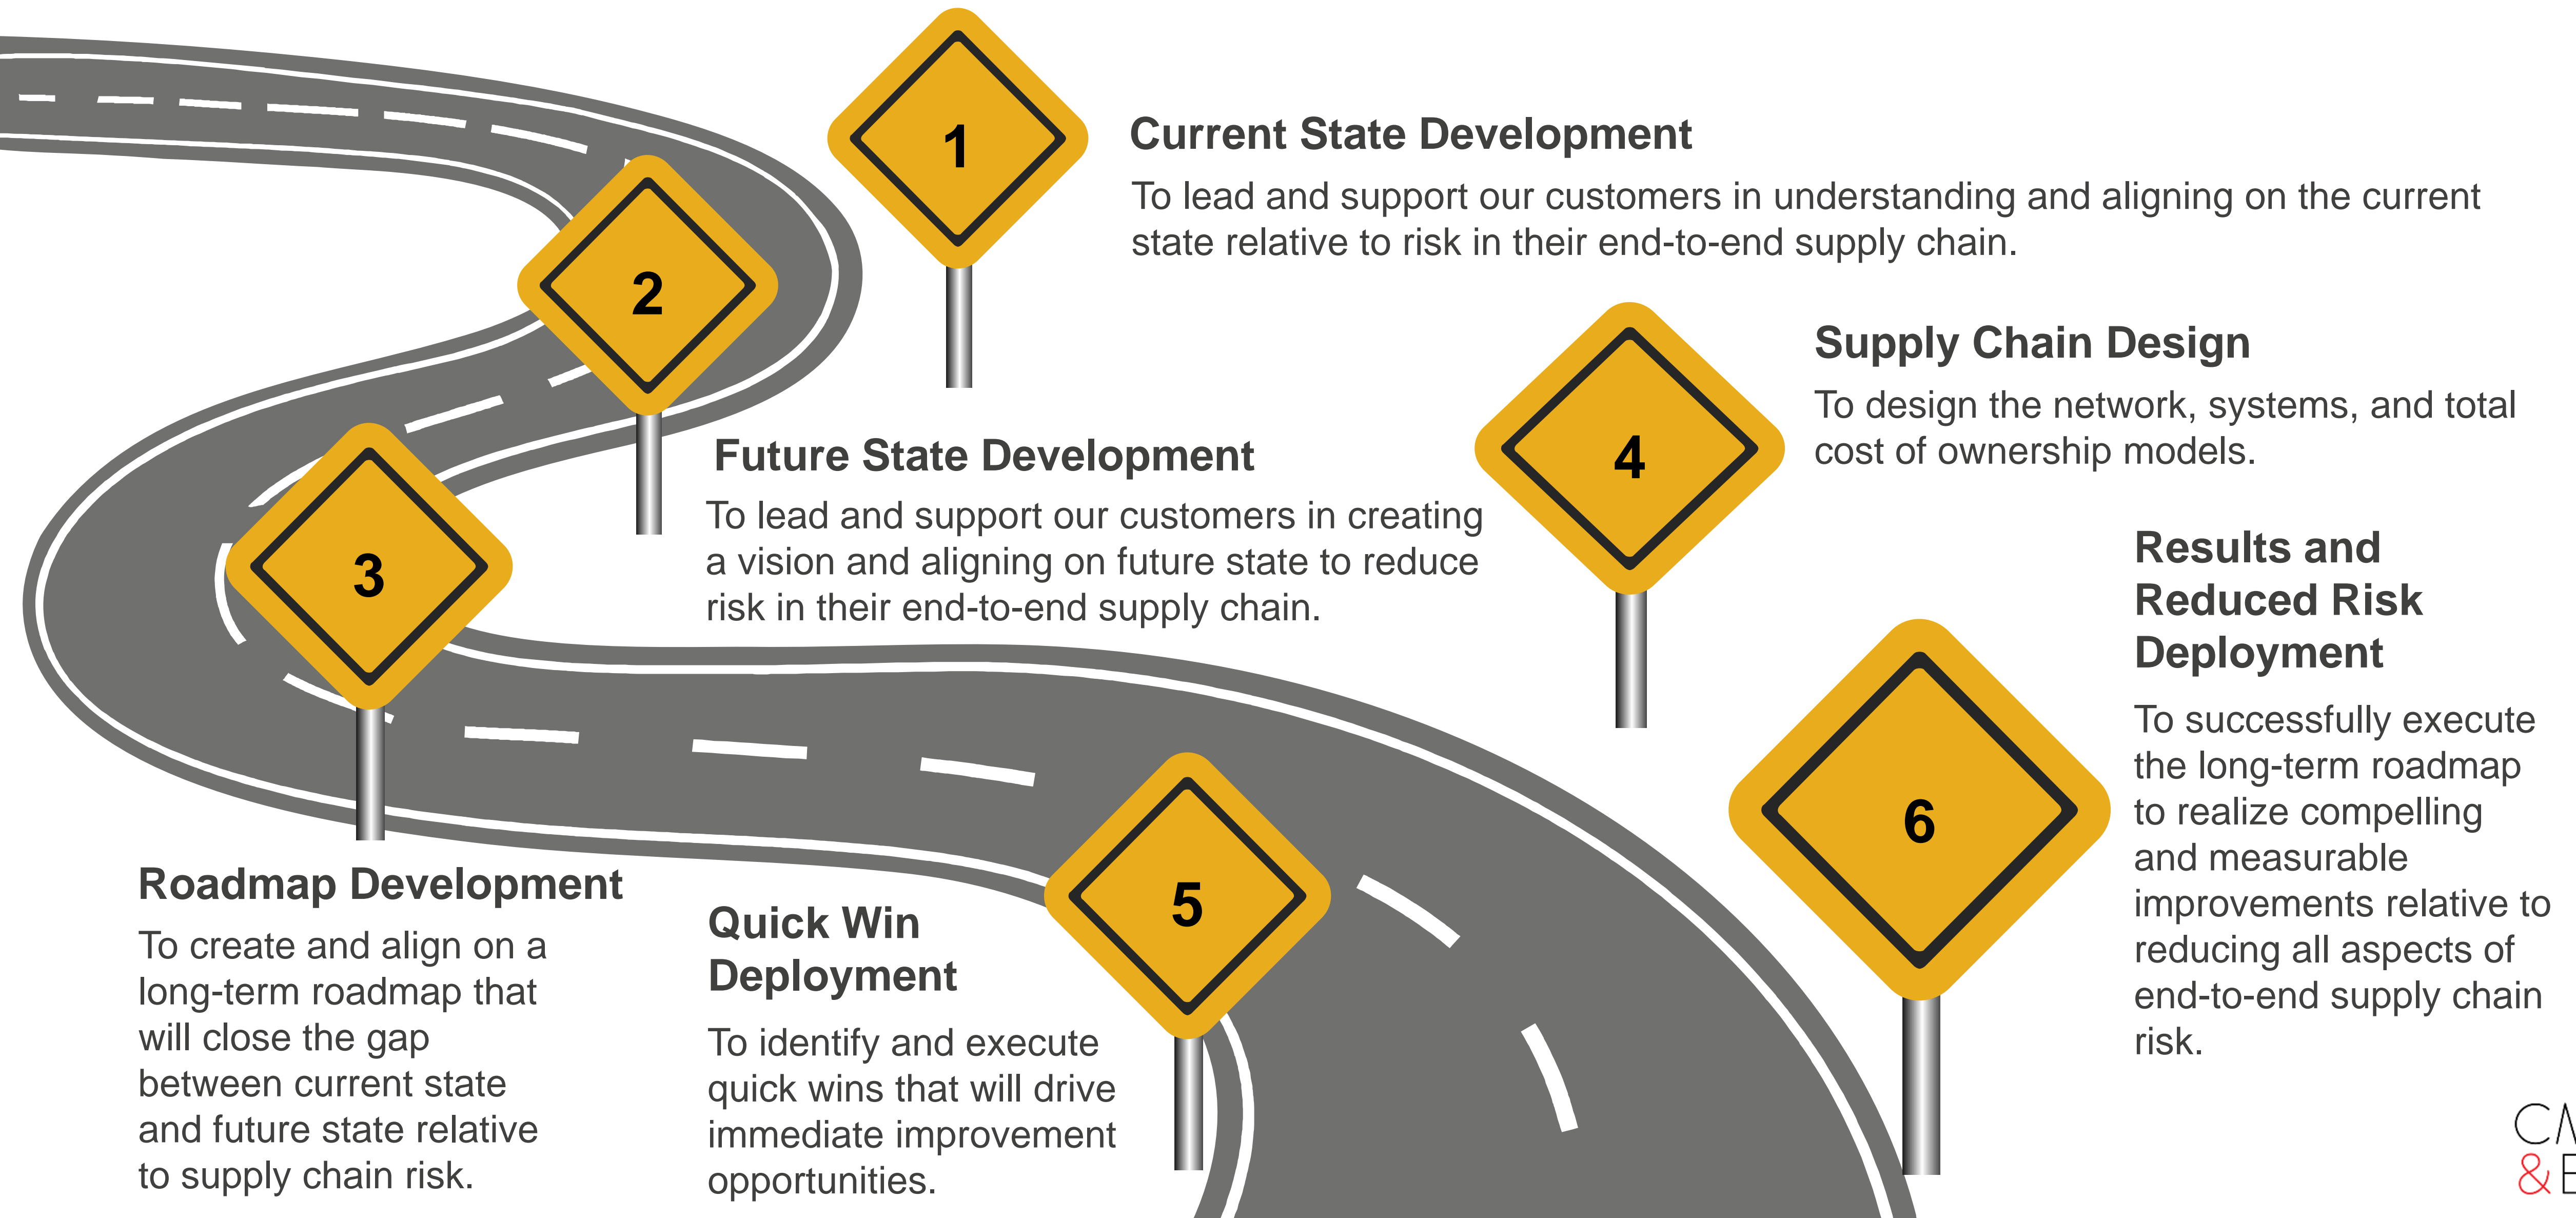 1
Current State Development
To lead and support our customers in understanding and aligning on the current
state relative to risk in their end-to-end supply chain.
2
Future State Development
To lead and support our customers in creating
a vision and aligning on future state to reduce
risk in their end-to-end supply chain.
3
Roadmap Development
To create and align on a
long-term roadmap that
will close the gap
between current state
and future state relative
to supply chain risk.
4
Supply Chain Design
To design the network, systems, and total
cost of ownership models.
5
Quick Win
Deployment
To identify and execute
quick wins that will drive
immediate improvement
opportunities.
6
Results and
Reduced Risk
Deployment
To successfully execute
the long-term roadmap
to realize compelling
and measurable
improvements relative to
reducing all aspects of
end-to-end supply chain
risk.
&